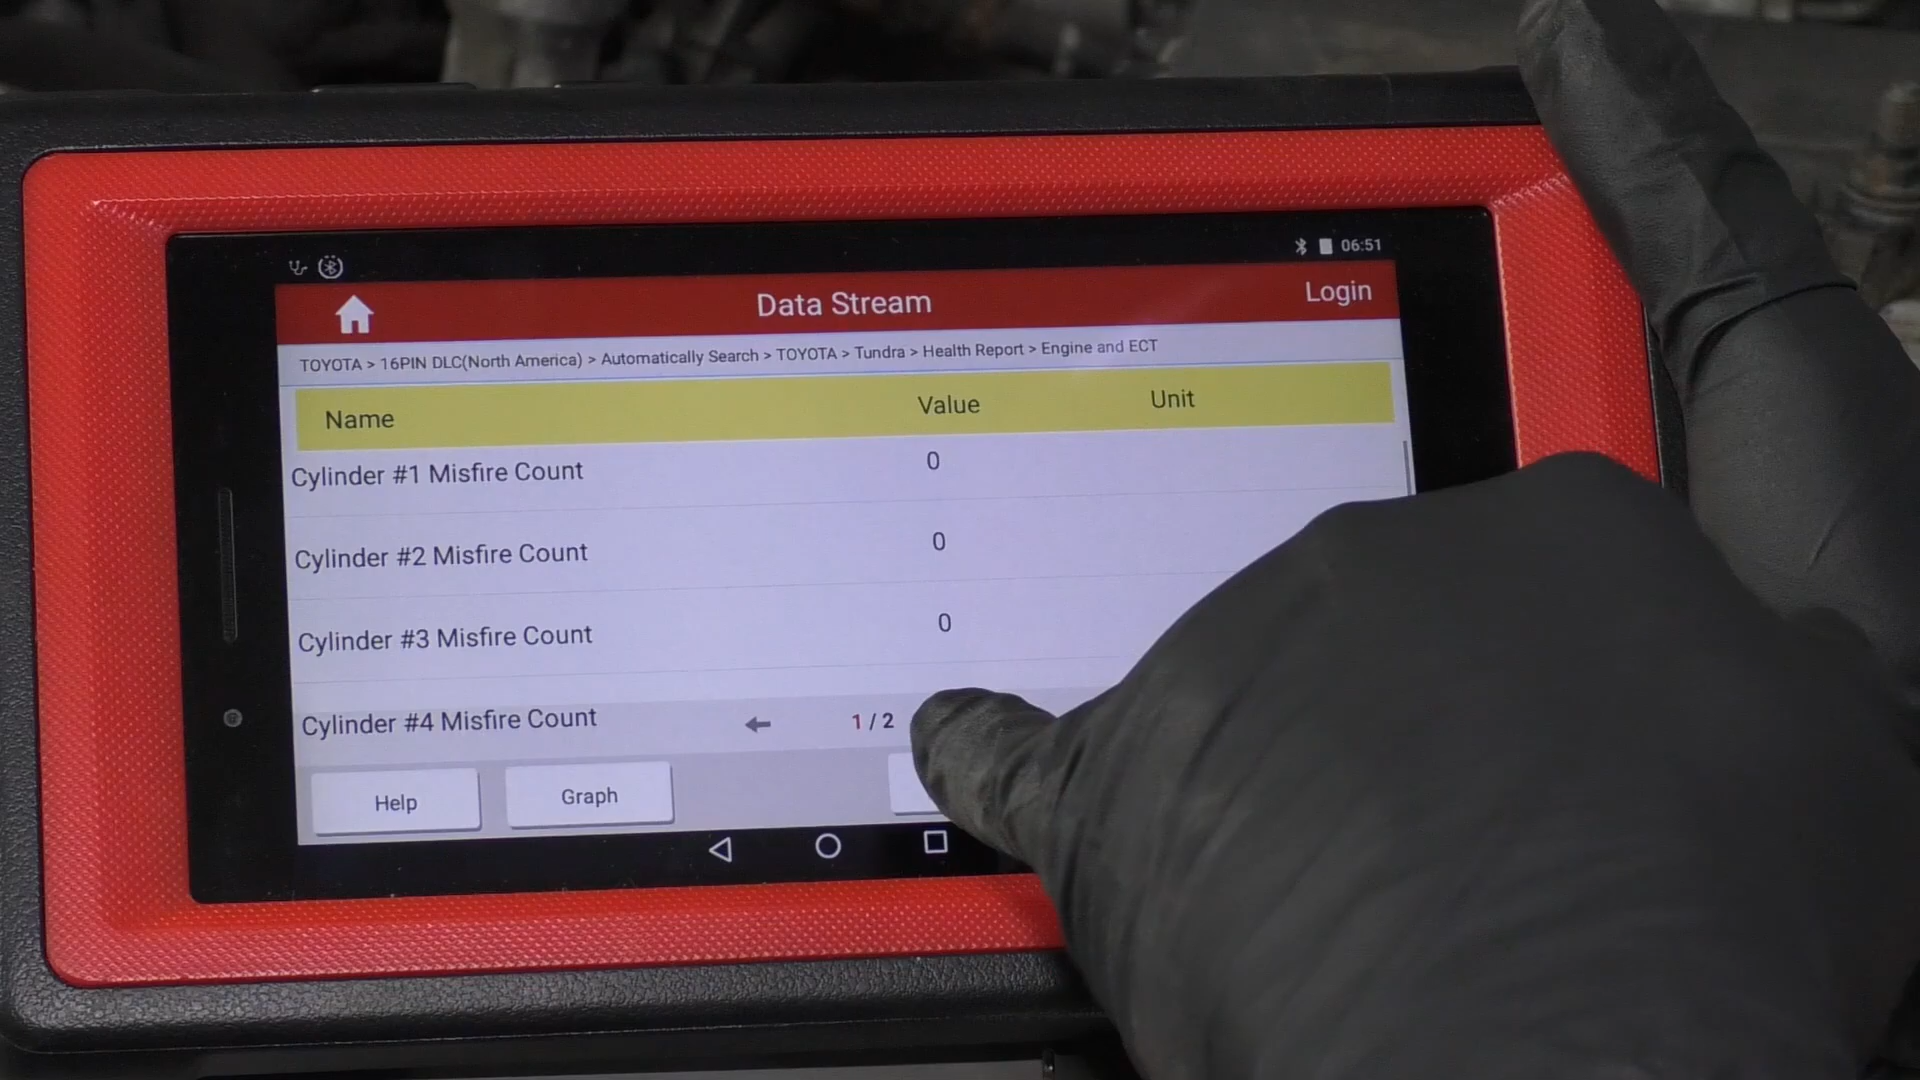 06:51
Data Stream
Login
TOYOTA > 16PIN DLC(North America) > Automatically Search > TOYOTA > Tundra > Health Report > Engine and ECT
Name Value Unit
Cylinder #1 Misfire Count 0
Cylinder #2 Misfire Count 0
Cylinder #3 Misfire Count 0
Cylinder #4 Misfire Count
1 / 2
Help Graph